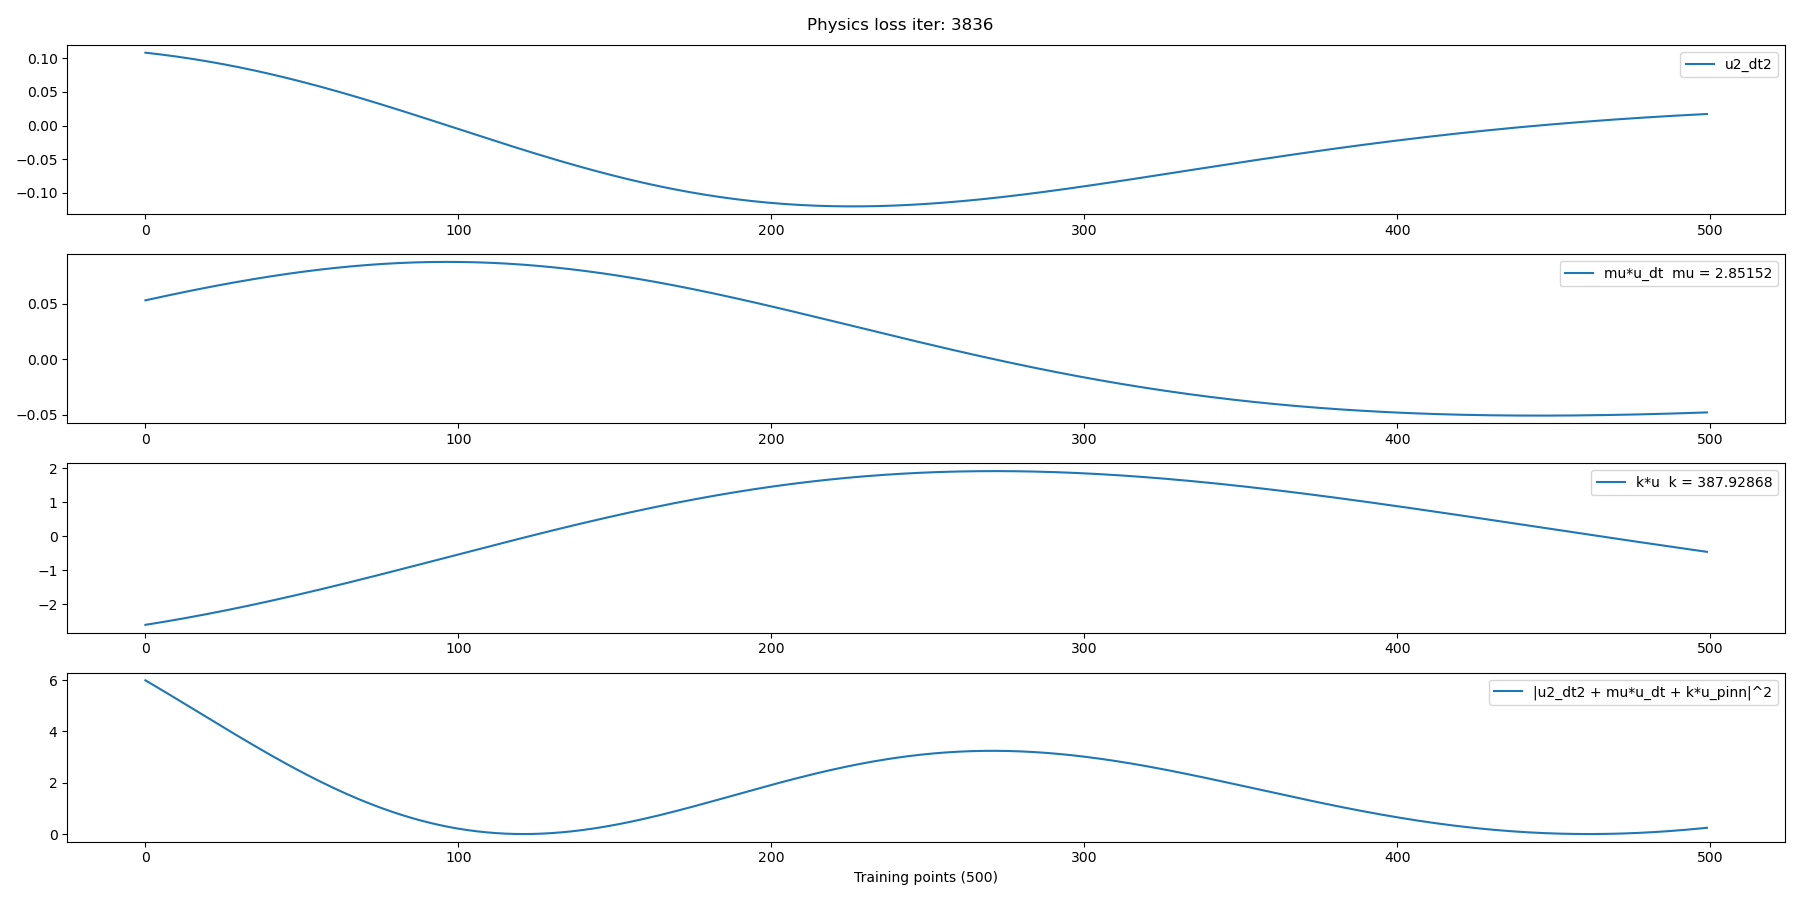 Physics loss iter: 3836
0.10
0.05
0.00
−0.05
−0.10
u2_dt2
0 100 200 300 400 500
0.05
0.00
−0.05
mu*u_dt  mu = 2.85152
0 100 200 300 400 500
2
1
0
−1
−2
k*u  k = 387.92868
0 100 200 300 400 500
6
4
2
0
|u2_dt2 + mu*u_dt + k*u_pinn|^2
0 100 200 300 400 500
Training points (500)